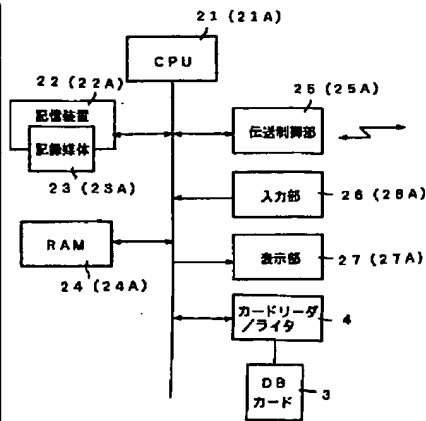 21 (21A)
CPU
22 (22A)
記憶装置
記録媒体
23 (23A)
25 (25A)
伝送制御部
入力部
26 (26A)
RAM
24 (24A)
表示部
27 (27A)
カードリーダ
/ライタ
4
DB
カード
3